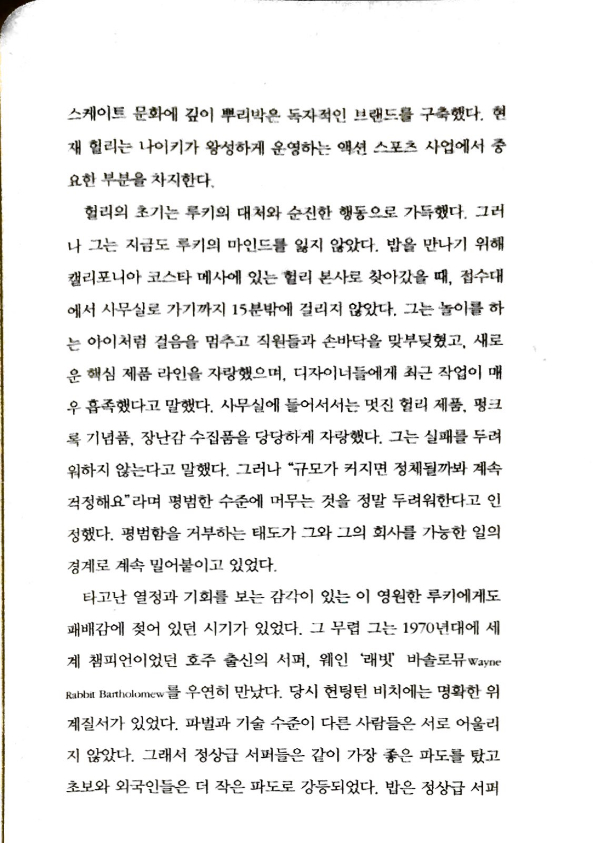 스케이트 문화에 깊이 뿌리박은 독자적인 브랜드를 구축했다. 현
재 헐리는 나이키가 왕성하게 운영하는 액션 스포츠 사업에서 중
요한 부분을 차지한다.
헐리의 초기는 루키의 대처와 순진한 행동으로 가득했다. 그러
나 그는 지금도 루키의 마인드를 잃지 않았다. 밥을 만나기 위해
캘리포니아 코스타 메사에 있는 헐리 본사로 찾아갔을 때, 접수대
에서 사무실로 가기까지 15분밖에 걸리지 않았다. 그는 놀이를 하
는 아이처럼 걸음을 멈추고 직원들과 손바닥을 맞부딪혔고, 새로
운 핵심 제품 라인을 자랑했으며, 디자이너들에게 최근 작업이 매
우 흡족했다고 말했다. 사무실에 들어서서는 멋진 헐리 제품, 펑크
록 기념품, 장난감 수집품을 당당하게 자랑했다. 그는 실패를 두려
워하지 않는다고 말했다. 그러나 “규모가 커지면 정체될까봐 계속
걱정해요”라며 평범한 수준에 머무는 것을 정말 두려워한다고 인
정했다. 평범함을 거부하는 태도가 그와 그의 회사를 가능한 일의
경계로 계속 밀어붙이고 있었다.
타고난 열정과 기회를 보는 감각이 있는 이 영원한 루키에게도
패배감에 젖어 있던 시기가 있었다. 그 무렵 그는 1970년대에 세
계 챔피언이었던 호주 출신의 서퍼, 웨인 ‘래빗’ 바솔로뮤Wayne
Rabbit Bartholomew를 우연히 만났다. 당시 헌팅턴 비치에는 명확한 위
계질서가 있었다. 파벌과 기술 수준이 다른 사람들은 서로 어울리
지 않았다. 그래서 정상급 서퍼들은 같이 가장 좋은 파도를 탔고
초보와 외국인들은 더 작은 파도로 강등되었다. 밥은 정상급 서퍼